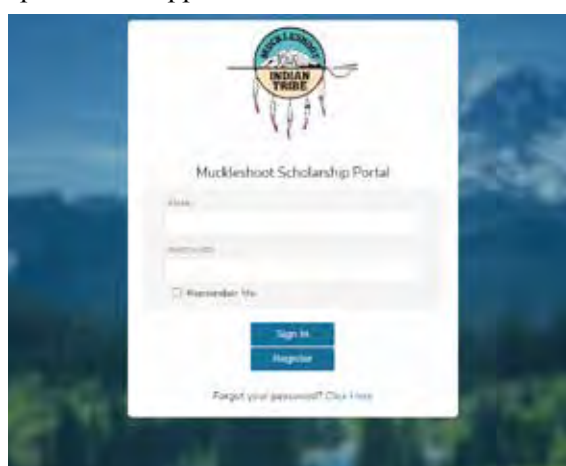 MUCKLESHOOT
INDIAN
TRIBE
Muckleshoot Scholarship Portal
EMAIL
PASSWORD
Remember Me
Sign In
Register
Forgot your password? Click Here